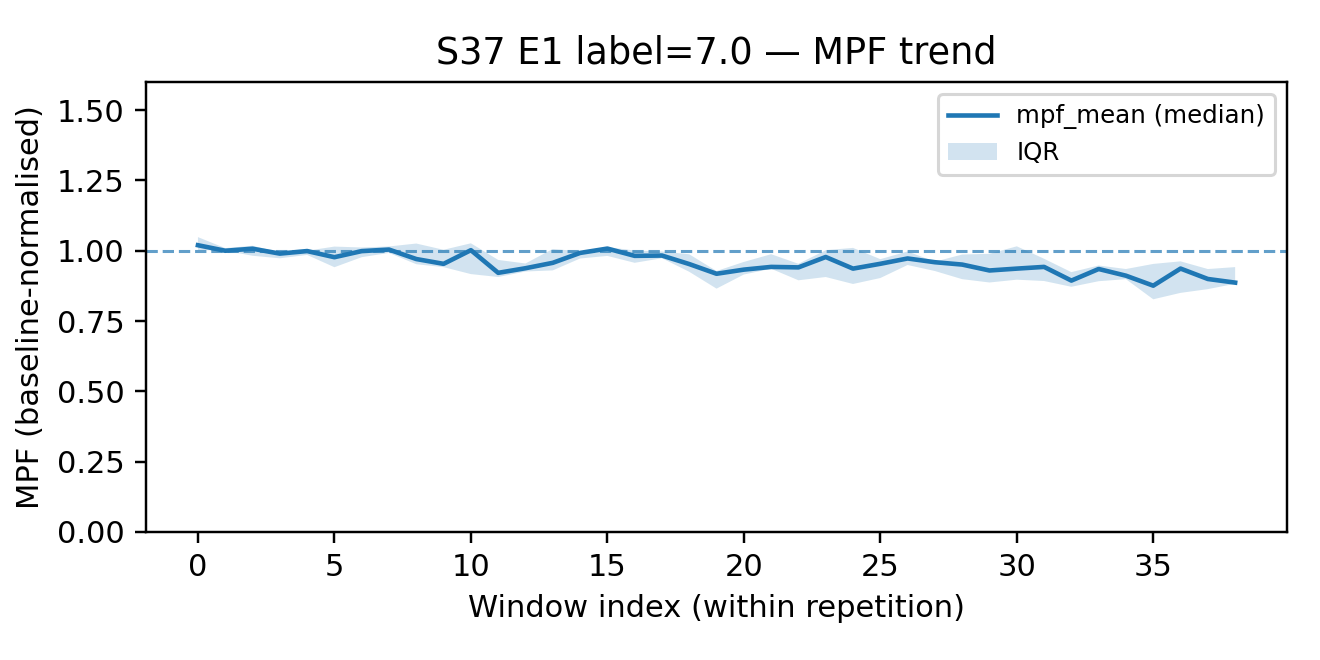 S37 E1 label=7.0 — MPF trend
mpf_mean (median)
IQR
MPF (baseline-normalised)
1.50
1.25
1.00
0.75
0.50
0.25
0.00
0 5 10 15 20 25 30 35
Window index (within repetition)